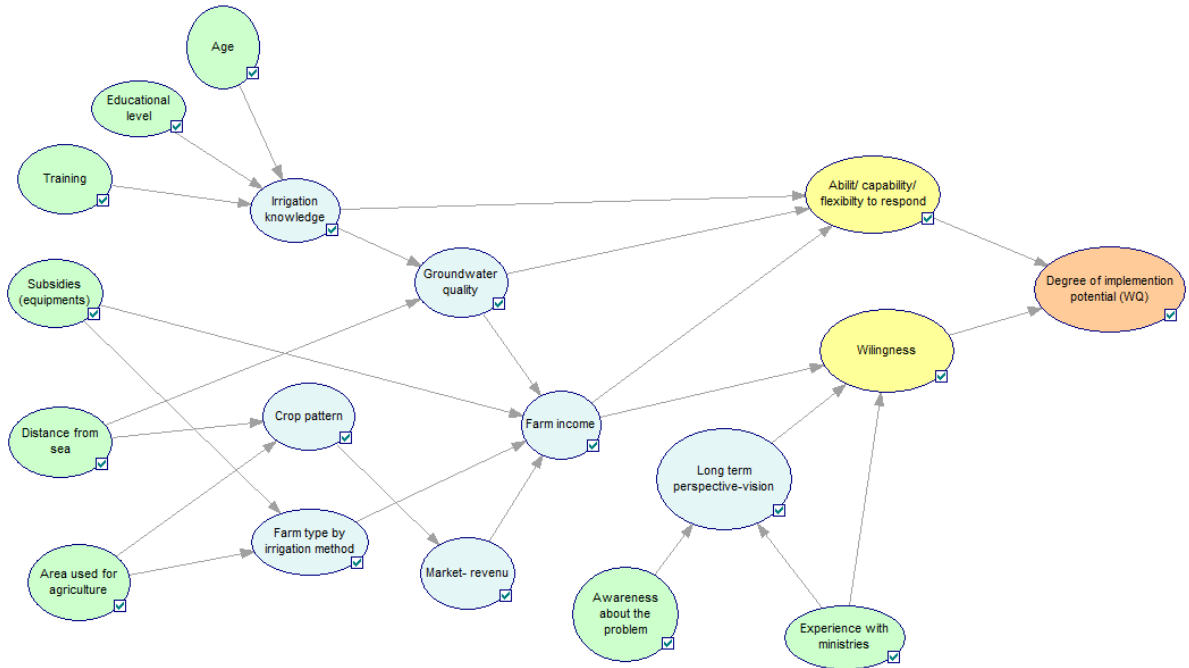 Age
Educational
level
Training
Irrigation
knowledge
Abilit/ capability/
flexibilty to respond
Subsidies
(equipments)
Groundwater
quality
Degree of implemention
potential (WQ)
Wilingness
Crop pattern
Farm income
Distance from
sea
Long term
perspective-vision
Farm type by
irrigation method
Market- revenu
Area used for
agriculture
Awareness
about the
problem
Experience with
ministries